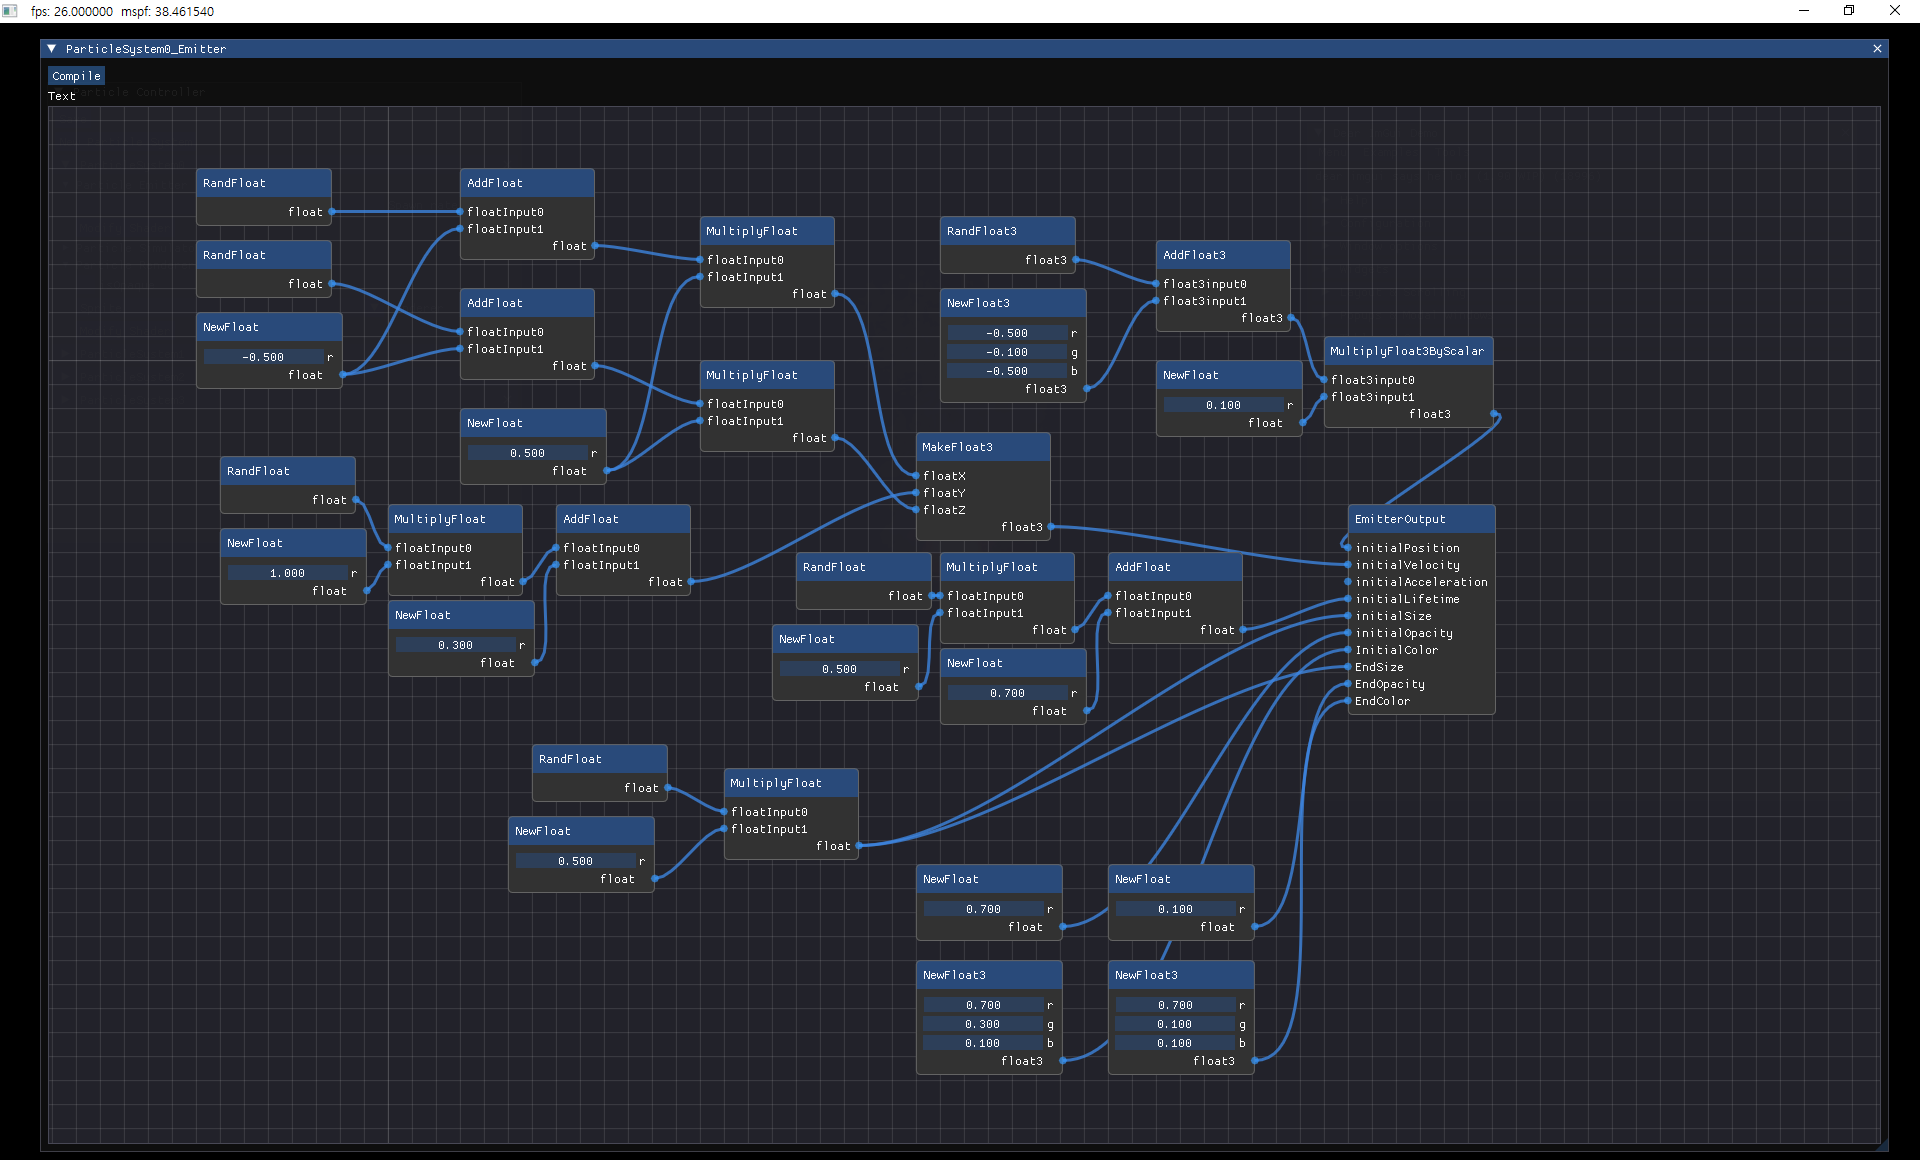 fps: 26.000000 mspf: 38.461540
ParticleSystem0_Emitter
Compile
Particle Controller
Text
RandFloat
float
RandFloat
float
NewFloat
-0.500 r
float
AddFloat
floatInput0
floatInput1
float
AddFloat
floatInput0
floatInput1
float
NewFloat
0.500 r
float
MultiplyFloat
floatInput0
floatInput1
float
MultiplyFloat
floatInput0
floatInput1
float
RandFloat3
float3
NewFloat3
-0.500 r
-0.100 g
-0.500 b
float3
AddFloat3
float3input0
float3input1
float3
NewFloat
0.100 r
float
MultiplyFloat3ByScalar
float3input0
float3input1
float3
RandFloat
float
NewFloat
1.000 r
float
MultiplyFloat
floatInput0
floatInput1
float
NewFloat
0.300 r
float
AddFloat
floatInput0
floatInput1
float
MakeFloat3
floatX
floatY
floatZ
float3
RandFloat
float
NewFloat
0.500 r
float
MultiplyFloat
floatInput0
floatInput1
float
NewFloat
0.700 r
float
AddFloat
floatInput0
floatInput1
float
EmitterOutput
initialPosition
initialVelocity
initialAcceleration
initialLifetime
initialSize
initialOpacity
InitialColor
EndSize
EndOpacity
EndColor
RandFloat
float
NewFloat
0.500 r
float
MultiplyFloat
floatInput0
floatInput1
float
NewFloat
0.700 r
float
NewFloat
0.100 r
float
NewFloat3
0.700 r
0.300 g
0.100 b
float3
NewFloat3
0.700 r
0.100 g
0.100 b
float3